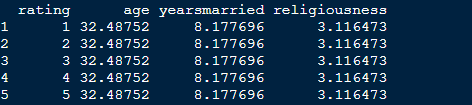 rating age yearsmarried religiousness
1 1 32.48752 8.177696 3.116473
2 2 32.48752 8.177696 3.116473
3 3 32.48752 8.177696 3.116473
4 4 32.48752 8.177696 3.116473
5 5 32.48752 8.177696 3.116473